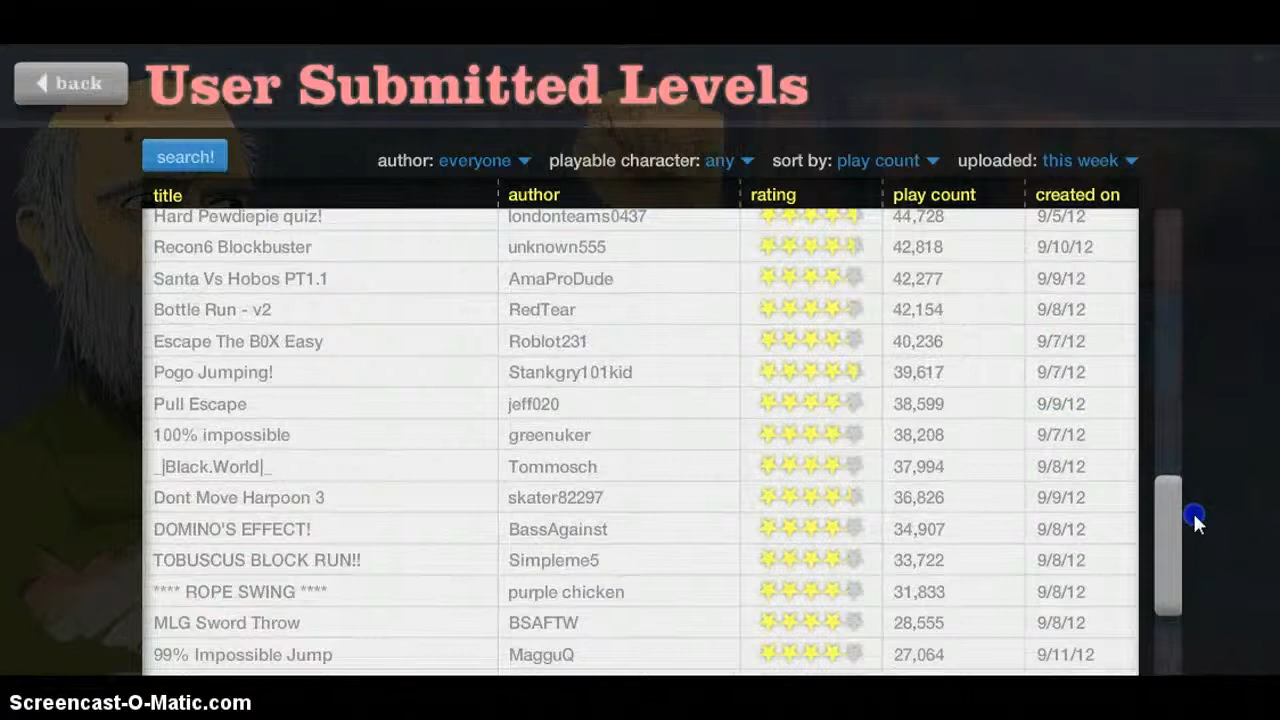 back
User Submitted Levels
search!
author: everyone playable character: any sort by: play count uploaded: this week
title author rating play count created on
Hard Pewdiepie quiz! londonteams0437 44,728 9/5/12
Recon6 Blockbuster unknown555 42,818 9/10/12
Santa Vs Hobos PT1.1 AmaProDude 42,277 9/9/12
Bottle Run - v2 RedTear 42,154 9/8/12
Escape The B0X Easy Roblot231 40,236 9/7/12
Pogo Jumping! Stankgry101kid 39,617 9/7/12
Pull Escape jeff020 38,599 9/9/12
100% impossible greenuker 38,208 9/7/12
_|Black.World|_ Tommosch 37,994 9/8/12
Dont Move Harpoon 3 skater82297 36,826 9/9/12
DOMINO'S EFFECT! BassAgainst 34,907 9/8/12
TOBUSCUS BLOCK RUN!! Simpleme5 33,722 9/8/12
**** ROPE SWING **** purple chicken 31,833 9/8/12
MLG Sword Throw BSAFTW 28,555 9/8/12
99% Impossible Jump MagguQ 27,064 9/11/12
Screencast-O-Matic.com